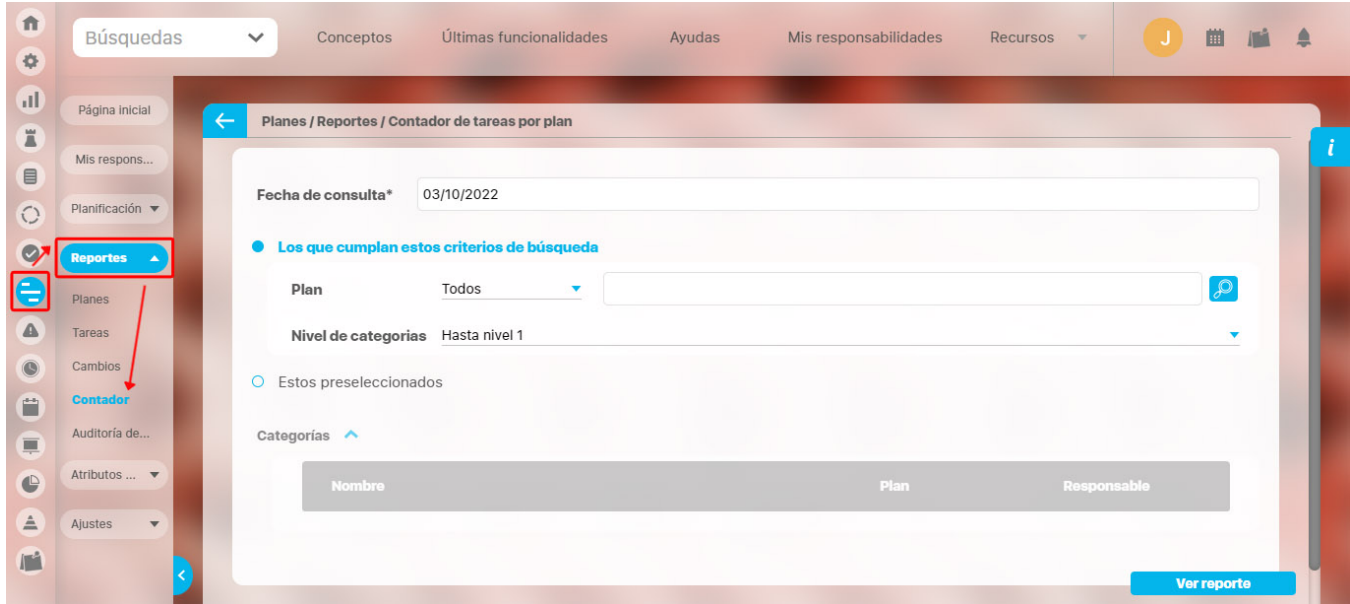 Búsquedas
Conceptos
Últimas funcionalidades
Ayudas
Mis responsabilidades
Recursos
J
Página inicial
Mis respons...
Planificación
Reportes
Planes
Tareas
Cambios
Contador
Auditoría de...
Atributos ...
Ajustes
Planes / Reportes / Contador de tareas por plan
i
Fecha de consulta* 03/10/2022
Los que cumplan estos criterios de búsqueda
Plan Todos
Nivel de categorias Hasta nivel 1
Estos preseleccionados
Categorías
Nombre Plan Responsable
Ver reporte